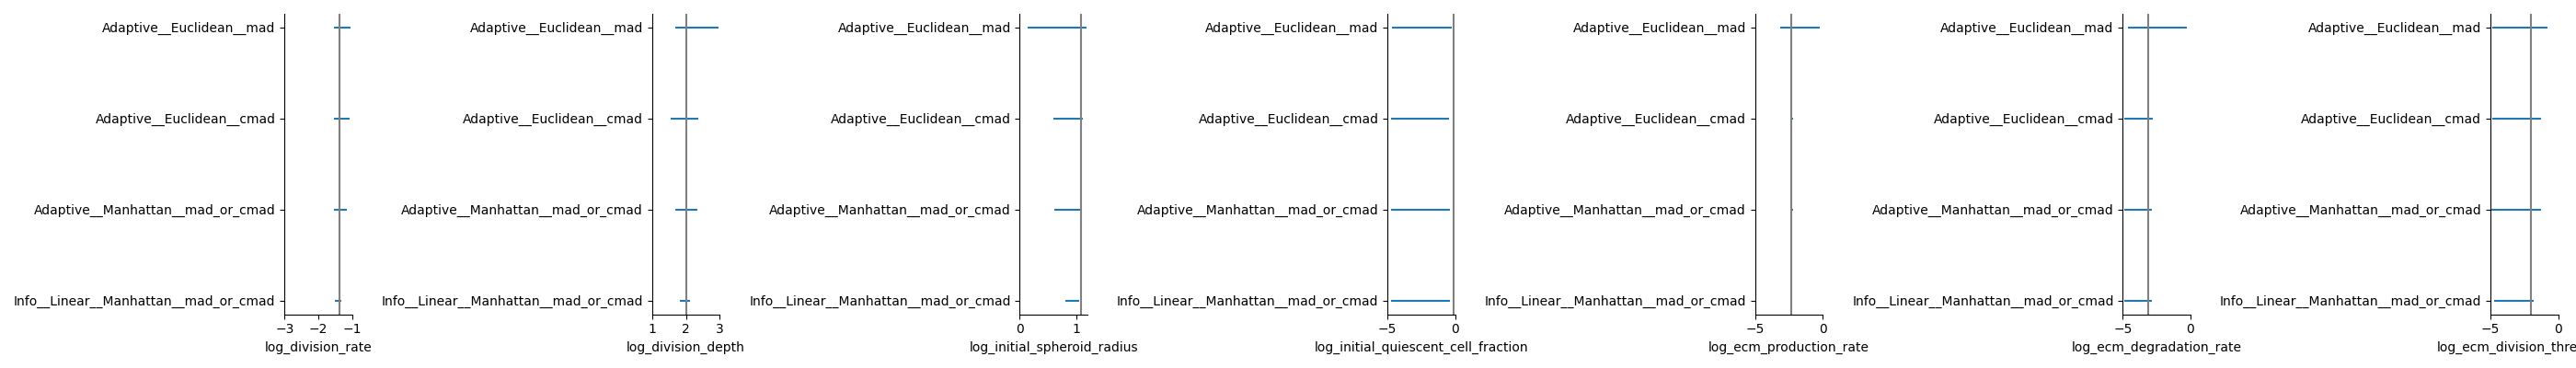 Adaptive__Euclidean__mad
Adaptive__Euclidean__cmad
Adaptive__Manhattan__mad_or_cmad
Info__Linear__Manhattan__mad_or_cmad
−3 −2 −1
log_division_rate
Adaptive__Euclidean__mad
Adaptive__Euclidean__cmad
Adaptive__Manhattan__mad_or_cmad
Info__Linear__Manhattan__mad_or_cmad
1 2 3
log_division_depth
Adaptive__Euclidean__mad
Adaptive__Euclidean__cmad
Adaptive__Manhattan__mad_or_cmad
Info__Linear__Manhattan__mad_or_cmad
0 1
log_initial_spheroid_radius
Adaptive__Euclidean__mad
Adaptive__Euclidean__cmad
Adaptive__Manhattan__mad_or_cmad
Info__Linear__Manhattan__mad_or_cmad
−5 0
log_initial_quiescent_cell_fraction
Adaptive__Euclidean__mad
Adaptive__Euclidean__cmad
Adaptive__Manhattan__mad_or_cmad
Info__Linear__Manhattan__mad_or_cmad
−5 0
log_ecm_production_rate
Adaptive__Euclidean__mad
Adaptive__Euclidean__cmad
Adaptive__Manhattan__mad_or_cmad
Info__Linear__Manhattan__mad_or_cmad
−5 0
log_ecm_degradation_rate
Adaptive__Euclidean__mad
Adaptive__Euclidean__cmad
Adaptive__Manhattan__mad_or_cmad
Info__Linear__Manhattan__mad_or_cmad
−5 0
log_ecm_division_thre